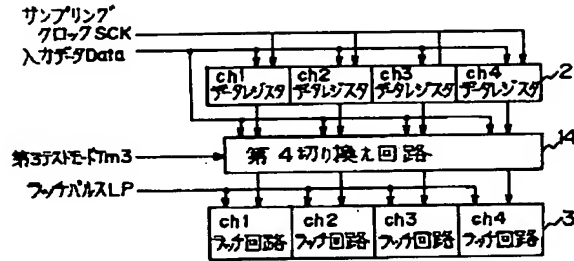 サンプリング
クロックSCK
入力データData
ch1 ch2 ch3 ch4
データレジスタ データレジスタ データレジスタ データレジスタ
2
第3テストモードTm3
第4切り換え回路
14
ラッチパルスLP
ch1 ch2 ch3 ch4
ラッチ回路 ラッチ回路 ラッチ回路 ラッチ回路
3